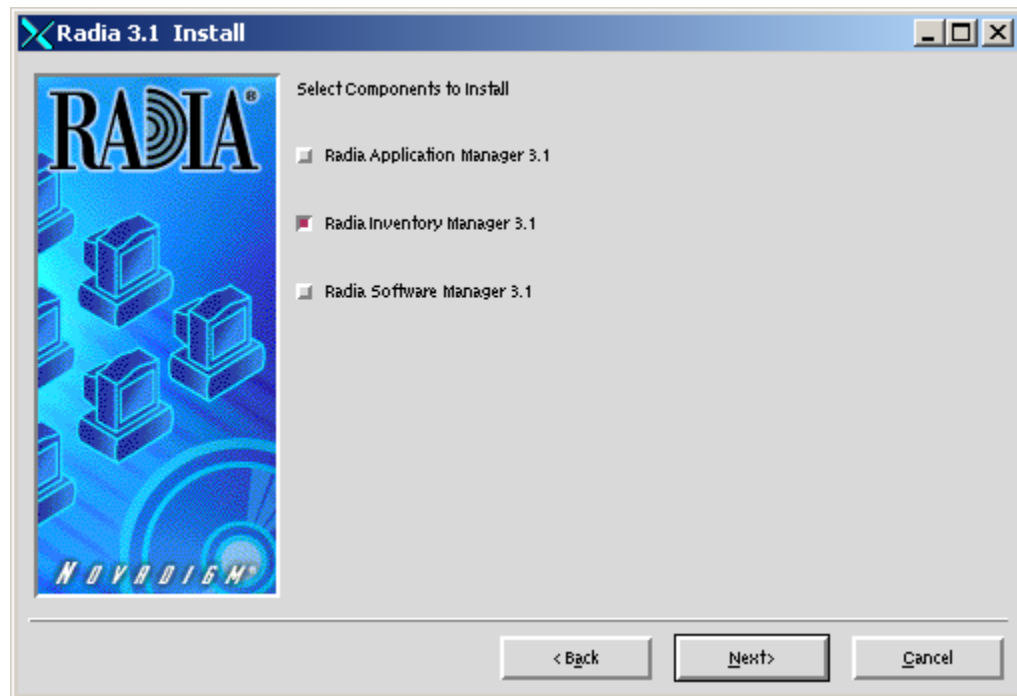 Radia 3.1 Install
RADIA®
Select Components to Install
Radia Application Manager 3.1
Radia Inventory Manager 3.1
Radia Software Manager 3.1
NOVADIGM®
< Back
Next>
Cancel